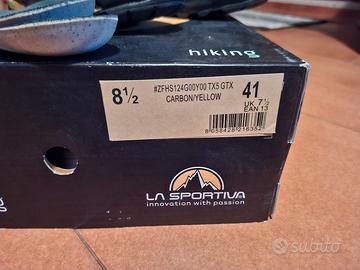 hiking
8½
#ZFHS124G00Y00 TX5 GTX
CARBON/YELLOW
41
UK 7½
EAN 13
8058428216352
LA SPORTIVA
innovation with passion
subito